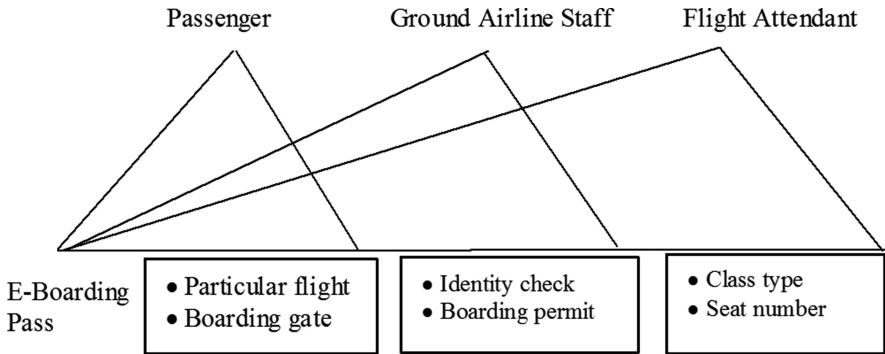 Passenger
Ground Airline Staff
Flight Attendant
E-Boarding
Pass
• Particular flight
• Boarding gate
• Identity check
• Boarding permit
• Class type
• Seat number